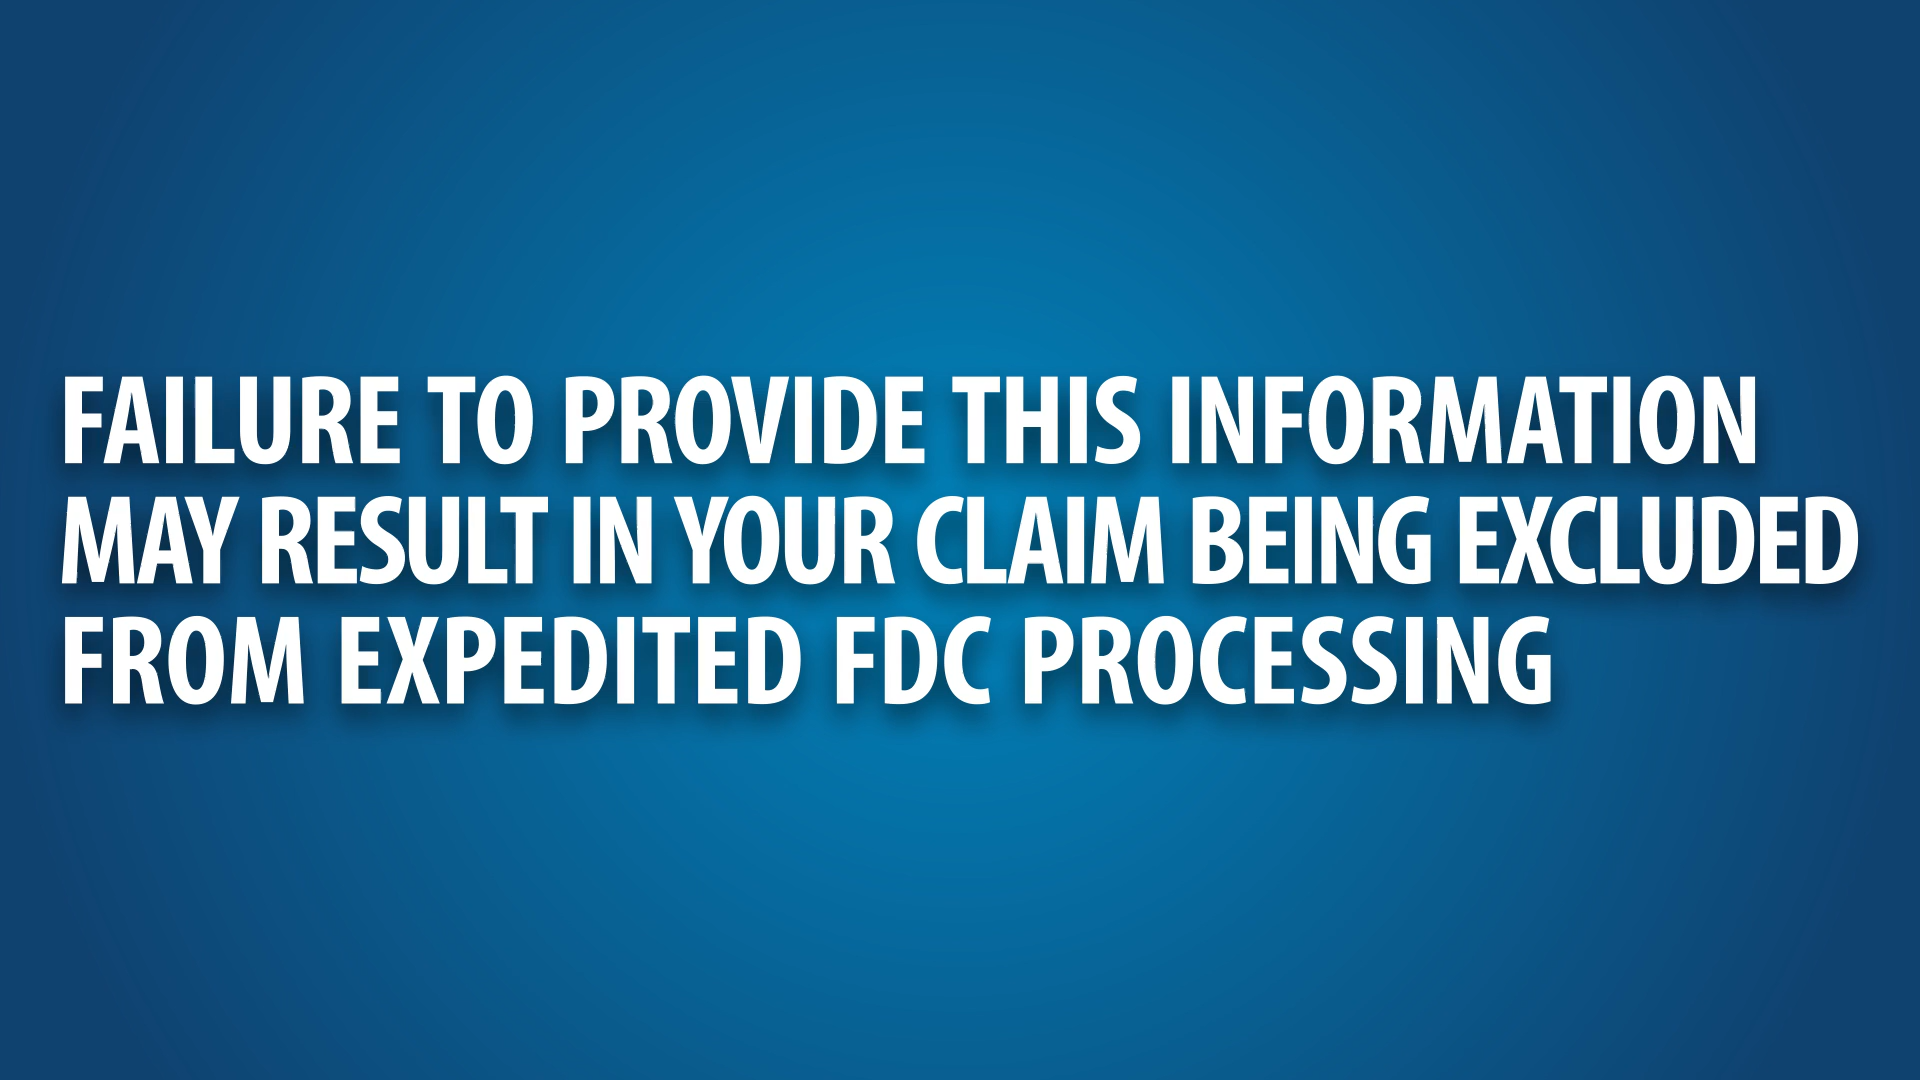 FAILURE TO PROVIDE THIS INFORMATION
MAY RESULT IN YOUR CLAIM BEING EXCLUDED
FROM EXPEDITED FDC PROCESSING